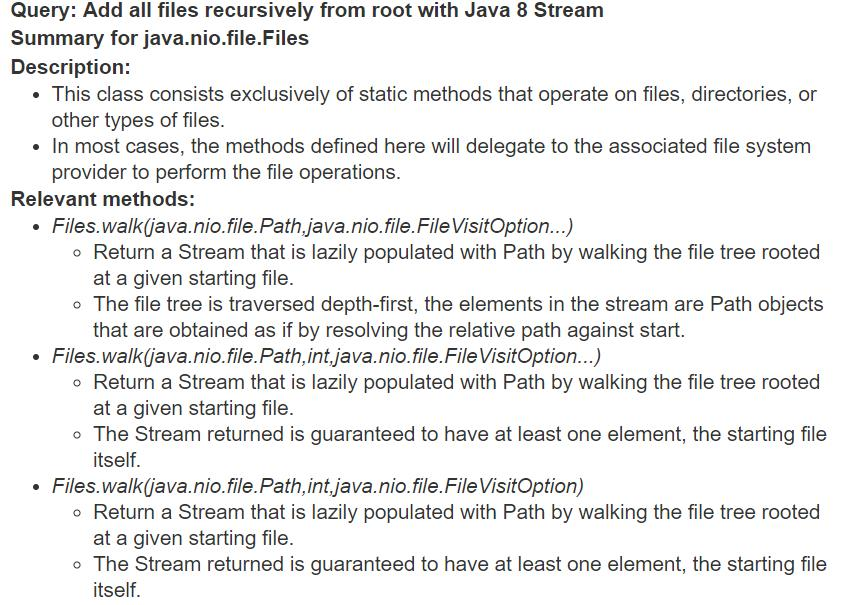 Query: Add all files recursively from root with Java 8 Stream
Summary for java.nio.file.Files
Description:
• This class consists exclusively of static methods that operate on files, directories, or
other types of files.
• In most cases, the methods defined here will delegate to the associated file system
provider to perform the file operations.
Relevant methods:
• Files.walk(java.nio.file.Path,java.nio.file.FileVisitOption...)
◦ Return a Stream that is lazily populated with Path by walking the file tree rooted
at a given starting file.
◦ The file tree is traversed depth-first, the elements in the stream are Path objects
that are obtained as if by resolving the relative path against start.
• Files.walk(java.nio.file.Path,int,java.nio.file.FileVisitOption...)
◦ Return a Stream that is lazily populated with Path by walking the file tree rooted
at a given starting file.
◦ The Stream returned is guaranteed to have at least one element, the starting file
itself.
• Files.walk(java.nio.file.Path,int,java.nio.file.FileVisitOption)
◦ Return a Stream that is lazily populated with Path by walking the file tree rooted
at a given starting file.
◦ The Stream returned is guaranteed to have at least one element, the starting file
itself.